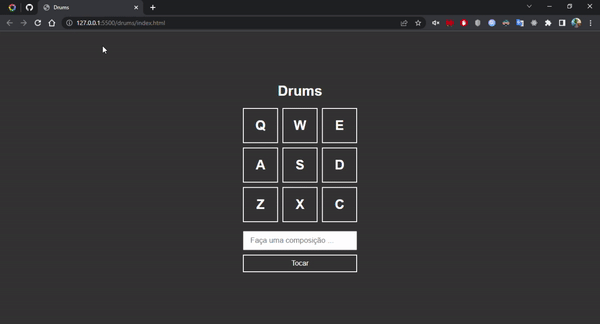 Drums
127.0.0.1:5500/drums/index.html
Drums
Q W E
A S D
Z X C
Faça uma composição ...
Tocar